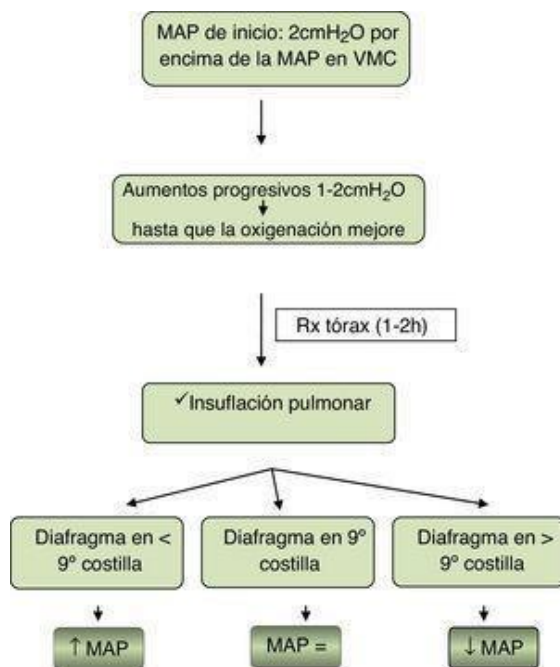 MAP de inicio: 2cmH₂O por
encima de la MAP en VMC
Aumentos progresivos 1-2cmH₂O
hasta que la oxigenación mejore
Rx tórax (1-2h)
✓Insuflación pulmonar
Diafragma en <
9º costilla
Diafragma en 9º
costilla
Diafragma en >
9º costilla
↑ MAP
MAP =
↓ MAP